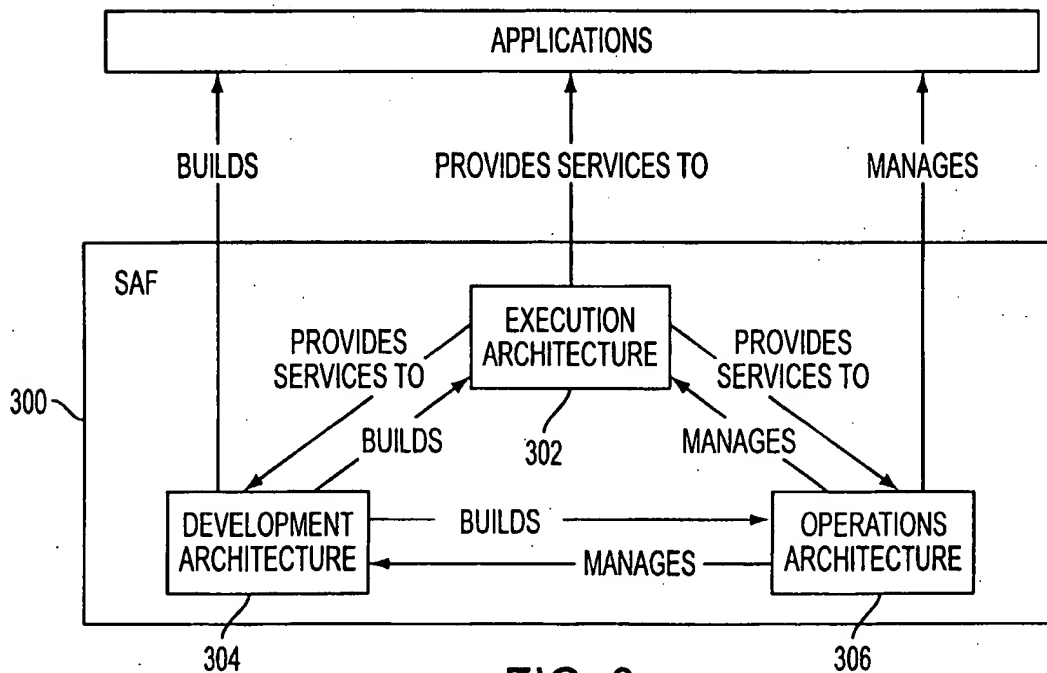 APPLICATIONS
BUILDS
PROVIDES SERVICES TO
MANAGES
SAF
EXECUTION
ARCHITECTURE
PROVIDES
SERVICES TO
PROVIDES
SERVICES TO
300
BUILDS
MANAGES
302
DEVELOPMENT
ARCHITECTURE
BUILDS
MANAGES
OPERATIONS
ARCHITECTURE
304
306